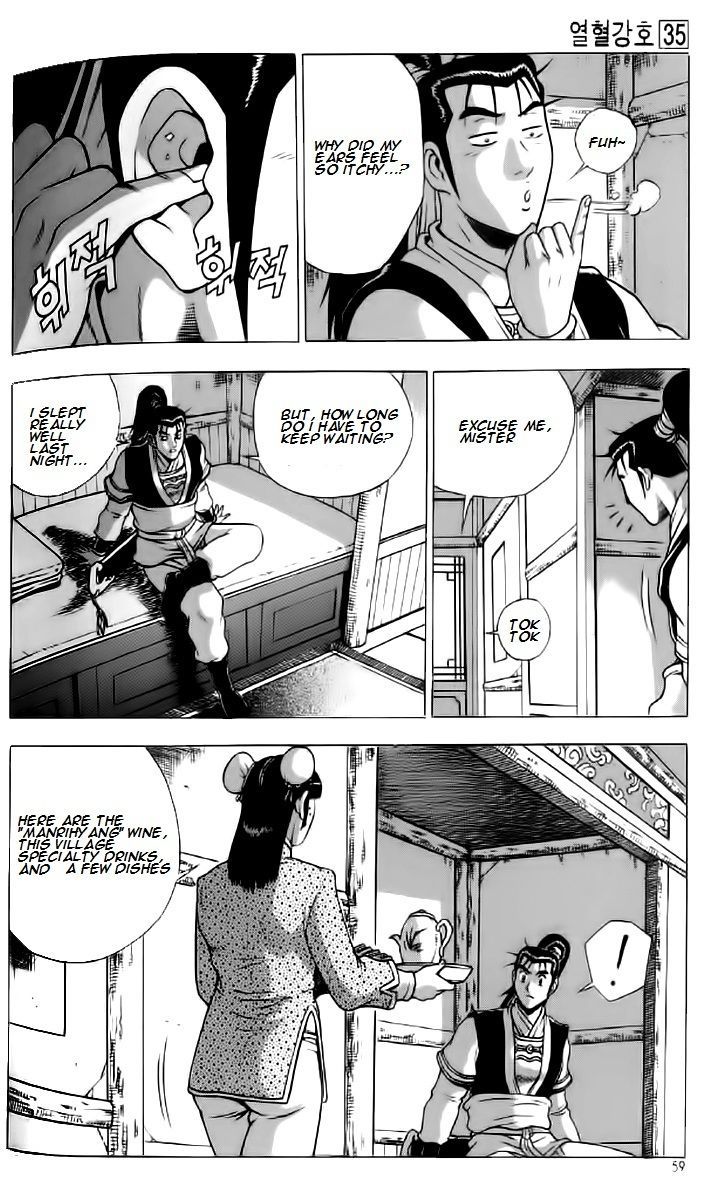 열혈강호 35
휘적
휘적
WHY DID MY
EARS FEEL
SO ITCHY...?
FUH~
I SLEPT
REALLY
WELL
LAST
NIGHT...
BUT, HOW LONG
DO I HAVE TO
KEEP WAITING?
EXCUSE ME,
MISTER
TOK
TOK
HERE ARE THE
"MANRIHYANG" WINE,
THIS VILLAGE
SPECIALTY DRINKS,
AND A FEW DISHES
!
59